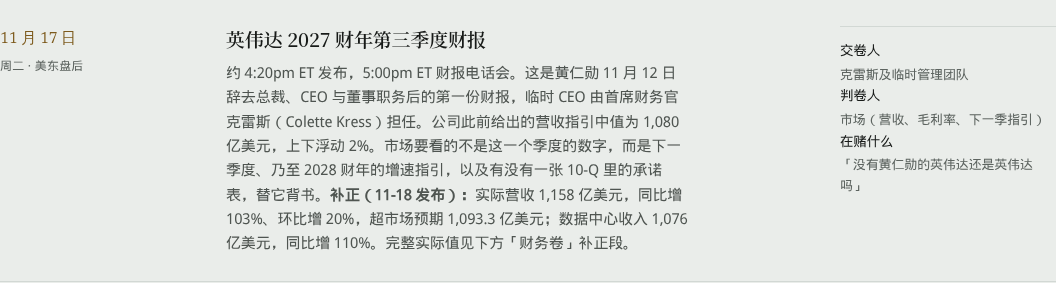 11 月 17 日
周二 · 美东盘后
英伟达 2027 财年第三季度财报
约 4:20pm ET 发布，5:00pm ET 财报电话会。这是黄仁勋 11 月 12 日
辞去总裁、CEO 与董事职务后的第一份财报，临时 CEO 由首席财务官
克雷斯（Colette Kress）担任。公司此前给出的营收指引中值为 1,080
亿美元，上下浮动 2%。市场要看的不是这一个季度的数字，而是下一
季度、乃至 2028 财年的增速指引，以及有没有一张 10-Q 里的承诺
表，替它背书。补正（11-18 发布）：实际营收 1,158 亿美元，同比增
103%、环比增 20%，超市场预期 1,093.3 亿美元；数据中心收入 1,076
亿美元，同比增 110%。完整实际值见下方「财务卷」补正段。
交卷人
克雷斯及临时管理团队
判卷人
市场（营收、毛利率、下一季指引）
在赌什么
「没有黄仁勋的英伟达还是英伟达
吗」